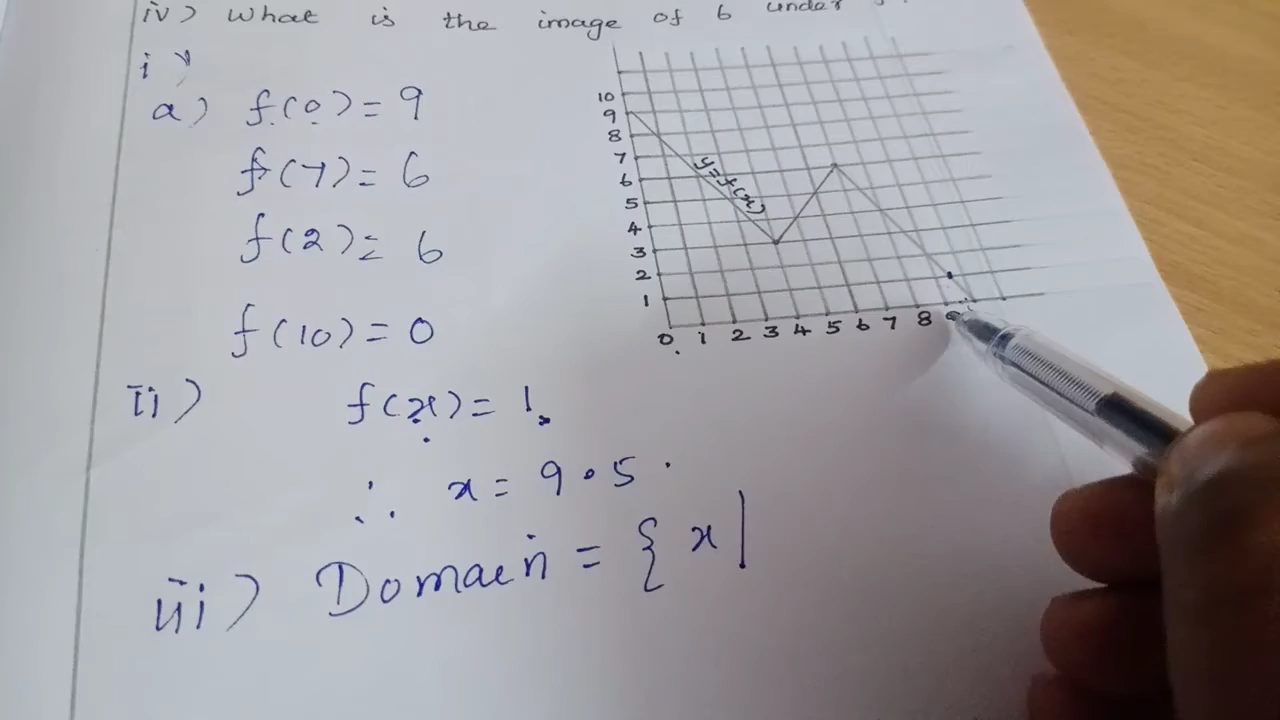 iv) What is the image of 6 under
i)
a) f(0) = 9
f(7) = 6
f(2) = 6
f(10) = 0
ii) f(x) = 1.
∴ x = 9.5.
iii) Domain = { x |
10
9
8
7
6
5
4
3
2
1
y=f(x)
0 1 2 3 4 5 6 7 8